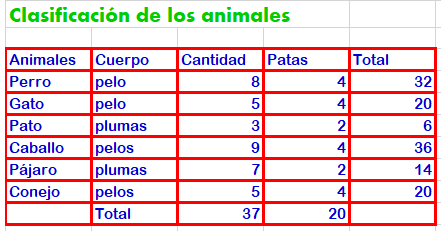 Clasificación de los animales
Animales Cuerpo Cantidad Patas Total
Perro pelo 8 4 32
Gato pelo 5 4 20
Pato plumas 3 2 6
Caballo pelos 9 4 36
Pájaro plumas 7 2 14
Conejo pelos 5 4 20
Total 37 20